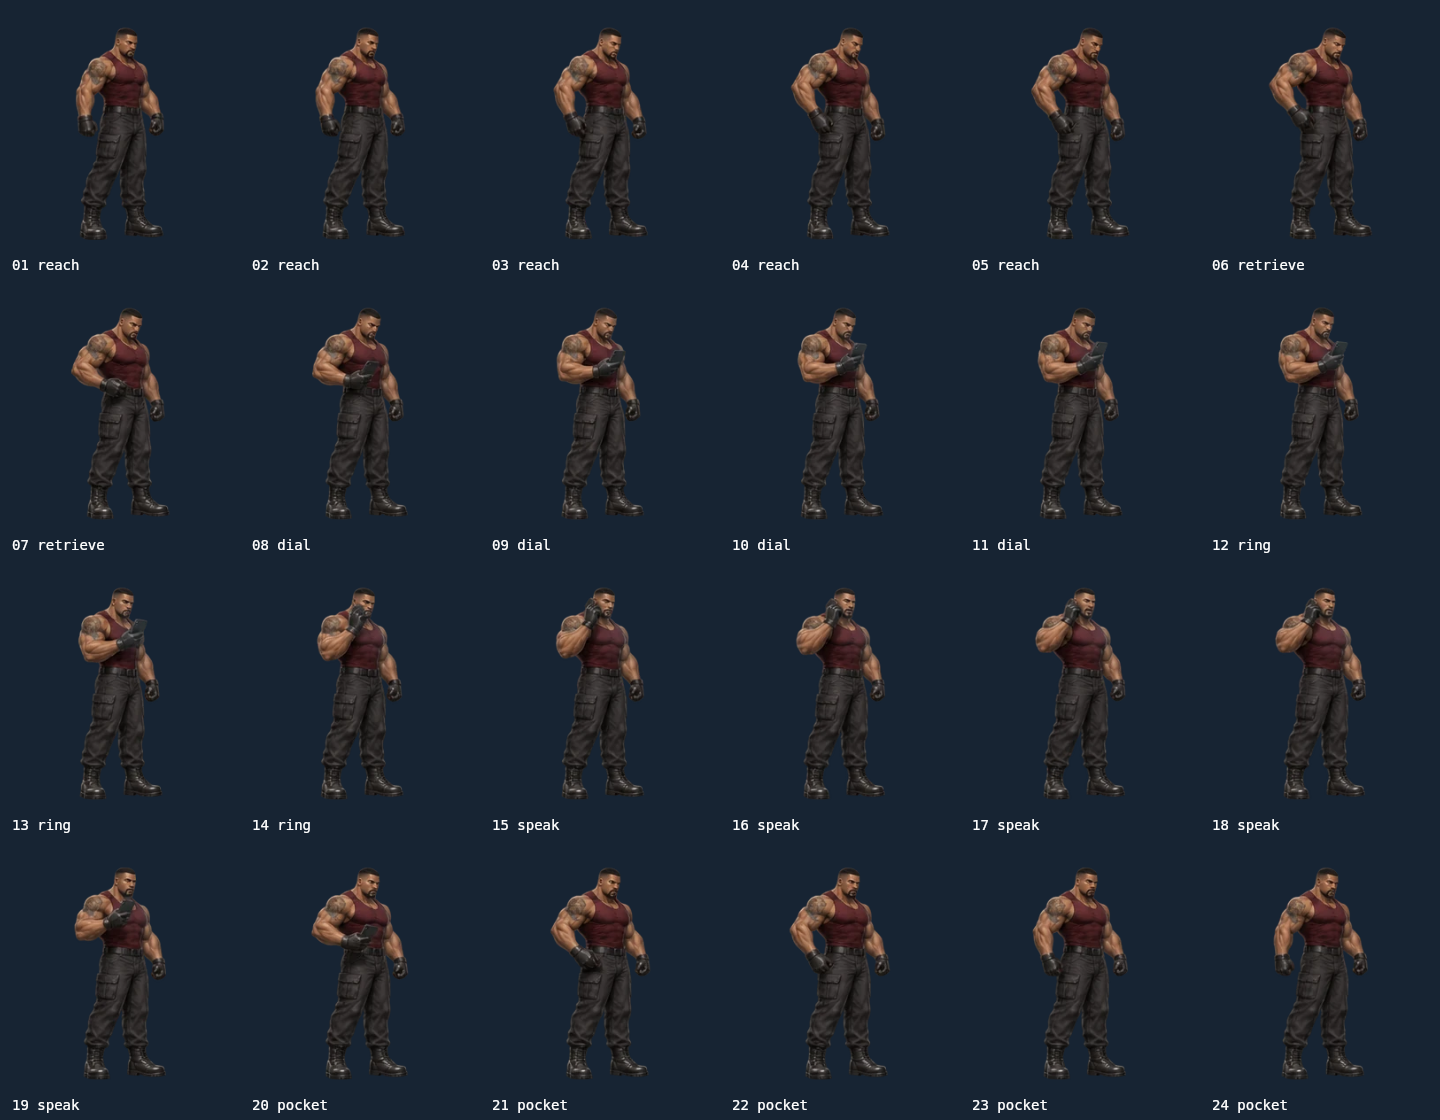 01 reach
02 reach
03 reach
04 reach
05 reach
06 retrieve
07 retrieve
08 dial
09 dial
10 dial
11 dial
12 ring
13 ring
14 ring
15 speak
16 speak
17 speak
18 speak
19 speak
20 pocket
21 pocket
22 pocket
23 pocket
24 pocket